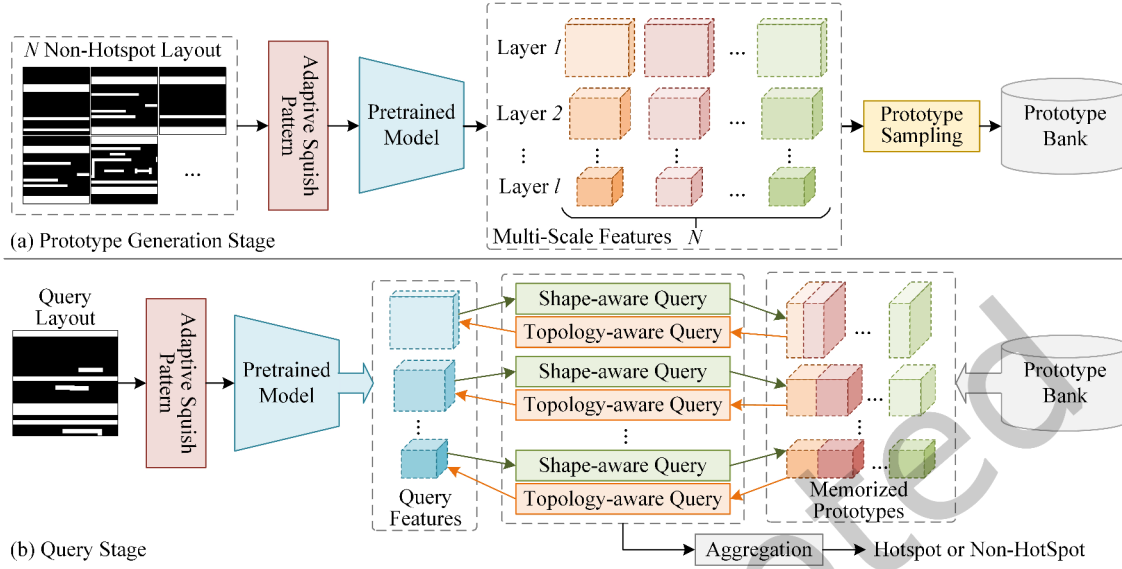 N Non-Hotspot Layout
...
Adaptive Squish
Pattern
Pretrained
Model
Layer l
...
Layer 2
...
Layer l
...
Multi-Scale Features N
Prototype
Sampling
Prototype
Bank
(a) Prototype Generation Stage
Query
Layout
Adaptive Squish
Pattern
Pretrained
Model
Query
Features
Shape-aware Query
Topology-aware Query
Shape-aware Query
Topology-aware Query
Shape-aware Query
Topology-aware Query
...
...
...
Memorized
Prototypes
Prototype
Bank
(b) Query Stage
Aggregation
Hotspot or Non-HotSpot